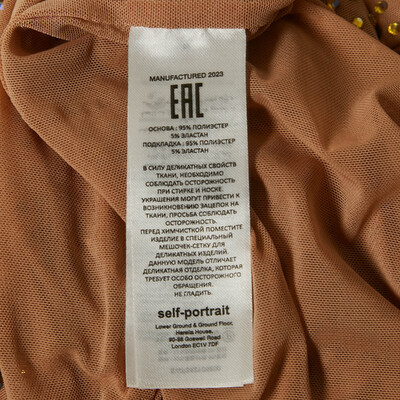 MANUFACTURED 2023
EAC
ОСНОВА : 95% ПОЛИЭСТЕР
5% ЭЛАСТАН
ПОДКЛАДКА : 95% ПОЛИЭСТЕР
5% ЭЛАСТАН
В СИЛУ ДЕЛИКАТНЫХ СВОЙСТВ
ТКАНИ, НЕОБХОДИМО
СОБЛЮДАТЬ ОСТОРОЖНОСТЬ
ПРИ СТИРКЕ И НОСКЕ.
УКРАШЕНИЯ МОГУТ ПРИВЕСТИ К
ВОЗНИКНОВЕНИЮ ЗАЦЕПОК НА
ТКАНИ, ПРОСЬБА СОБЛЮДАТЬ
ОСТОРОЖНОСТЬ.
ПЕРЕД ХИМЧИСТКОЙ ПОМЕСТИТЕ
ИЗДЕЛИЕ В СПЕЦИАЛЬНЫЙ
МЕШОЧЕК-СЕТКУ ДЛЯ
ДЕЛИКАТНЫХ ИЗДЕЛИЙ.
ДАННУЮ МОДЕЛЬ ОТЛИЧАЕТ
ДЕЛИКАТНАЯ ОТДЕЛКА, КОТОРАЯ
ТРЕБУЕТ ОСОБО ОСТОРОЖНОГО
ОБРАЩЕНИЯ.
НЕ ГЛАДИТЬ.
self-portrait
Lower Ground & Ground Floor,
Harella House,
90-98 Goswell Road
London EC1V 7DF